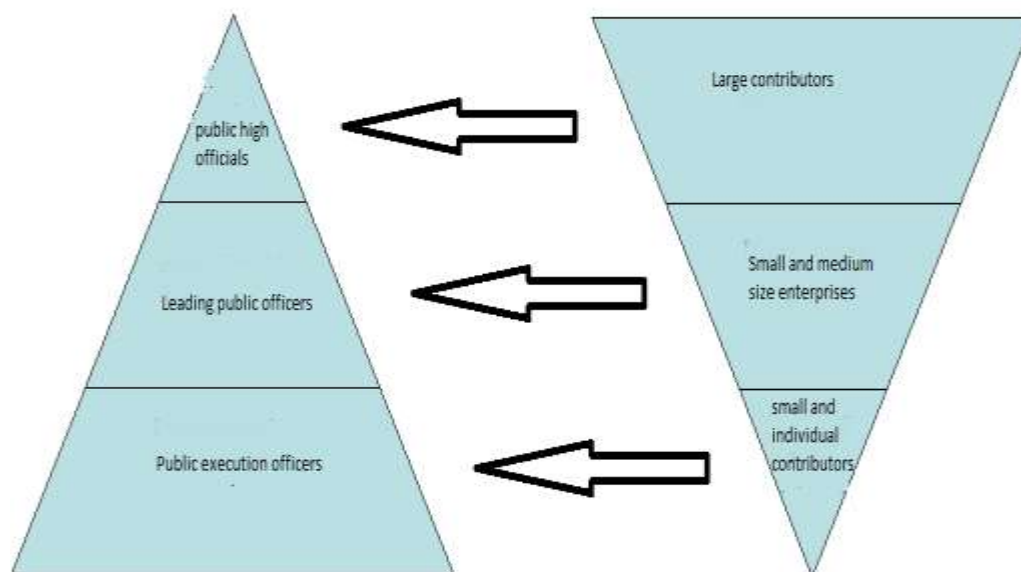 Large contributors
public high
officials
Small and medium
size enterprises
Leading public officers
small and
individual
contributors
Public execution officers